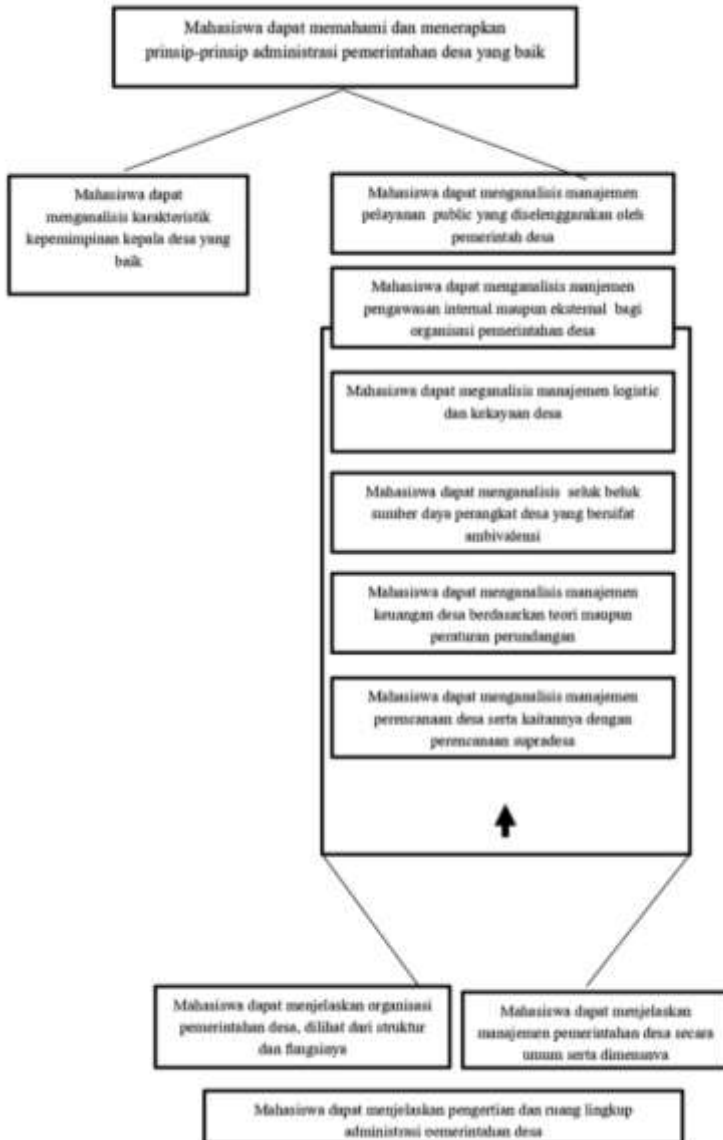 Mahasiswa dapat memahami dan menerapkan
prinsip-prinsip administrasi pemerintahan desa yang baik
Mahasiswa dapat
menganalisis karakteristik
kepemimpinan kepala desa yang
baik
Mahasiswa dapat menganalisis manajemen
pelayanan public yang diselenggarakan oleh
pemerintah desa
Mahasiswa dapat menganalisis manjemen
pengawasan internal maupun eksternal bagi
organisasi pemerintahan desa
Mahasiswa dapat meganalisis manajemen logistic
dan kekayaan desa
Mahasiswa dapat menganalisis seluk beluk
sumber daya perangkat desa yang bersifat
ambivalensi
Mahasiswa dapat menganalisis manajemen
keuangan desa berdasarkan teori maupun
peraturan perundangan
Mahasiswa dapat menganalisis manajemen
perencanaan desa serta kaitannya dengan
perencanaan supradesa
Mahasiswa dapat menjelaskan organisasi
pemerintahan desa, dilihat dari struktur
dan fungsinya
Mahasiswa dapat menjelaskan
manajemen pemerintahan desa secara
umum serta dimensinya
Mahasiswa dapat menjelaskan pengertian dan ruang lingkup
administrasi pemerintahan desa